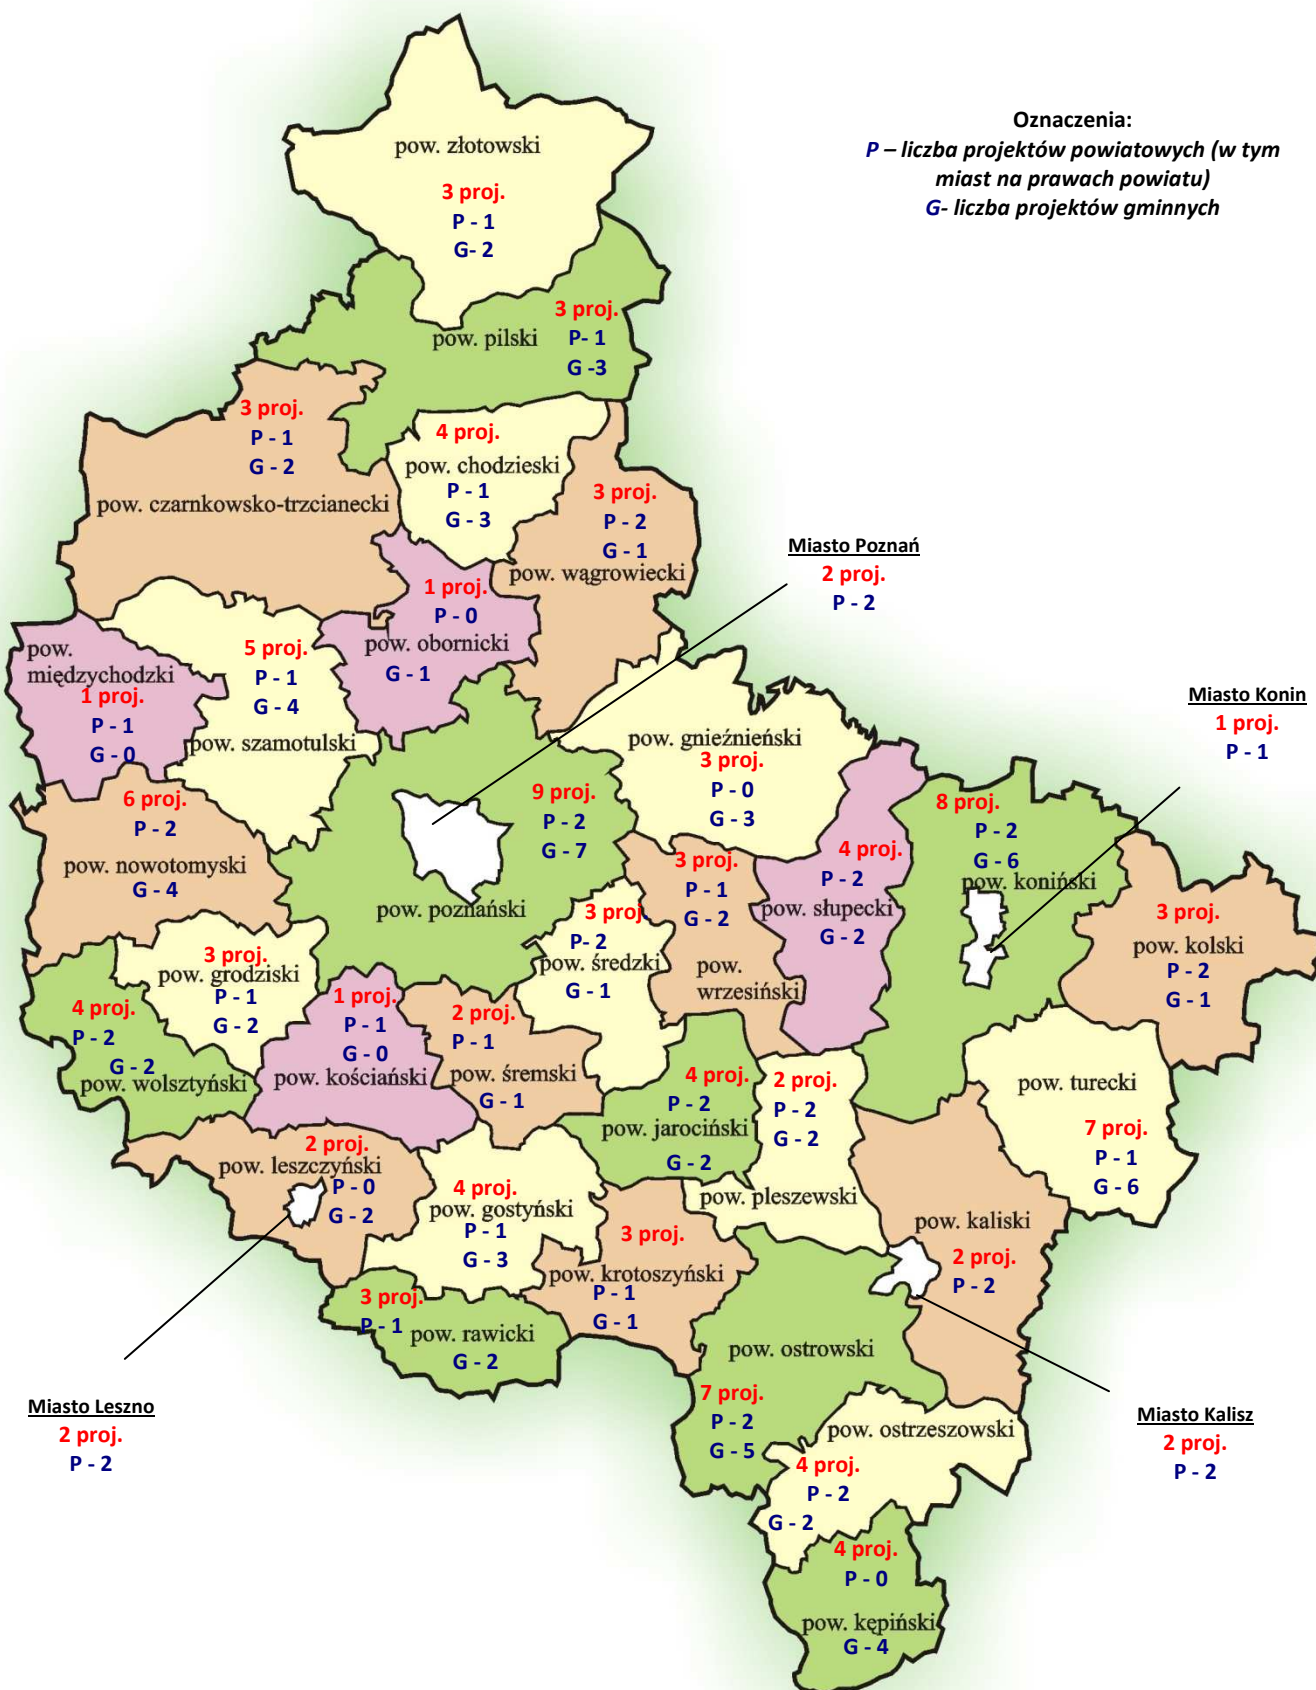 Oznaczenia:
P – liczba projektów powiatowych (w tym
miast na prawach powiatu)
G- liczba projektów gminnych
pow. złotowski
3 proj.
P - 1
G- 2
pow. pilski
3 proj.
P- 1
G -3
3 proj.
P - 1
G - 2
pow. czarnkowsko-trzcianecki
4 proj.
pow. chodzieski
P - 1
G - 3
3 proj.
P - 2
G - 1
pow. wągrowiecki
Miasto Poznań
2 proj.
P - 2
1 proj.
P - 0
pow. obornicki
G - 1
pow.
międzychodzki
1 proj.
P - 1
G - 0
5 proj.
P - 1
G - 4
pow. szamotulski
pow. gnieźnieński
3 proj.
P - 0
G - 3
Miasto Konin
1 proj.
P - 1
6 proj.
P - 2
pow. nowotomyski
G - 4
9 proj.
P - 2
G - 7
pow. poznański
3 proj.
P - 1
G - 2
pow.
wrzesiński
4 proj.
P - 2
pow. słupecki
G - 2
8 proj.
P - 2
G - 6
pow. koniński
3 proj.
pow. kolski
P - 2
G - 1
3 proj.
P- 2
pow. średzki
G - 1
3 proj.
pow. grodziski
P - 1
G - 2
4 proj.
P - 2
G - 2
pow. wolsztyński
1 proj.
P - 1
G - 0
pow. kościański
2 proj.
P - 1
pow. śremski
G - 1
4 proj.
P - 2
pow. jarociński
G - 2
2 proj.
P - 2
G - 2
pow. pleszewski
pow. turecki
7 proj.
P - 1
G - 6
2 proj.
pow. leszczyński
P - 0
G - 2
4 proj.
pow. gostyński
P - 1
G - 3
3 proj.
pow. krotoszyński
P - 1
G - 1
pow. kaliski
2 proj.
P - 2
3 proj.
P - 1
pow. rawicki
G - 2
pow. ostrowski
7 proj.
P - 2
G - 5
Miasto Leszno
2 proj.
P - 2
Miasto Kalisz
2 proj.
P - 2
pow. ostrzeszowski
4 proj.
P - 2
G - 2
4 proj.
P - 0
pow. kępiński
G - 4